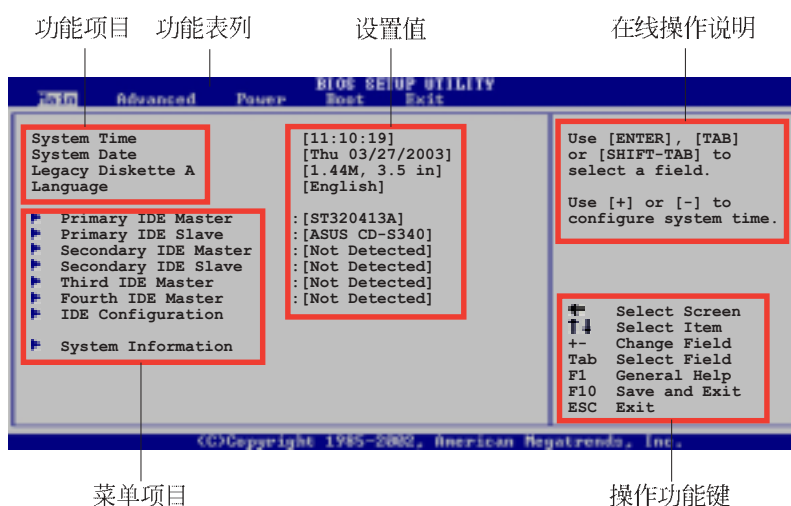 功能项目 功能表列 设置值 在线操作说明
BIOS SETUP UTILITY
Main Advanced Power Boot Exit
System Time [11:10:19]
System Date [Thu 03/27/2003]
Legacy Diskette A [1.44M, 3.5 in]
Language [English]
Primary IDE Master :[ST320413A]
Primary IDE Slave :[ASUS CD-S340]
Secondary IDE Master :[Not Detected]
Secondary IDE Slave :[Not Detected]
Third IDE Master :[Not Detected]
Fourth IDE Master :[Not Detected]
IDE Configuration
System Information
Use [ENTER], [TAB]
or [SHIFT-TAB] to
select a field.
Use [+] or [-] to
configure system time.
Select Screen
Select Item
+- Change Field
Tab Select Field
F1 General Help
F10 Save and Exit
ESC Exit
(C)Copyright 1985-2002, American Megatrends, Inc.
菜单项目 操作功能键